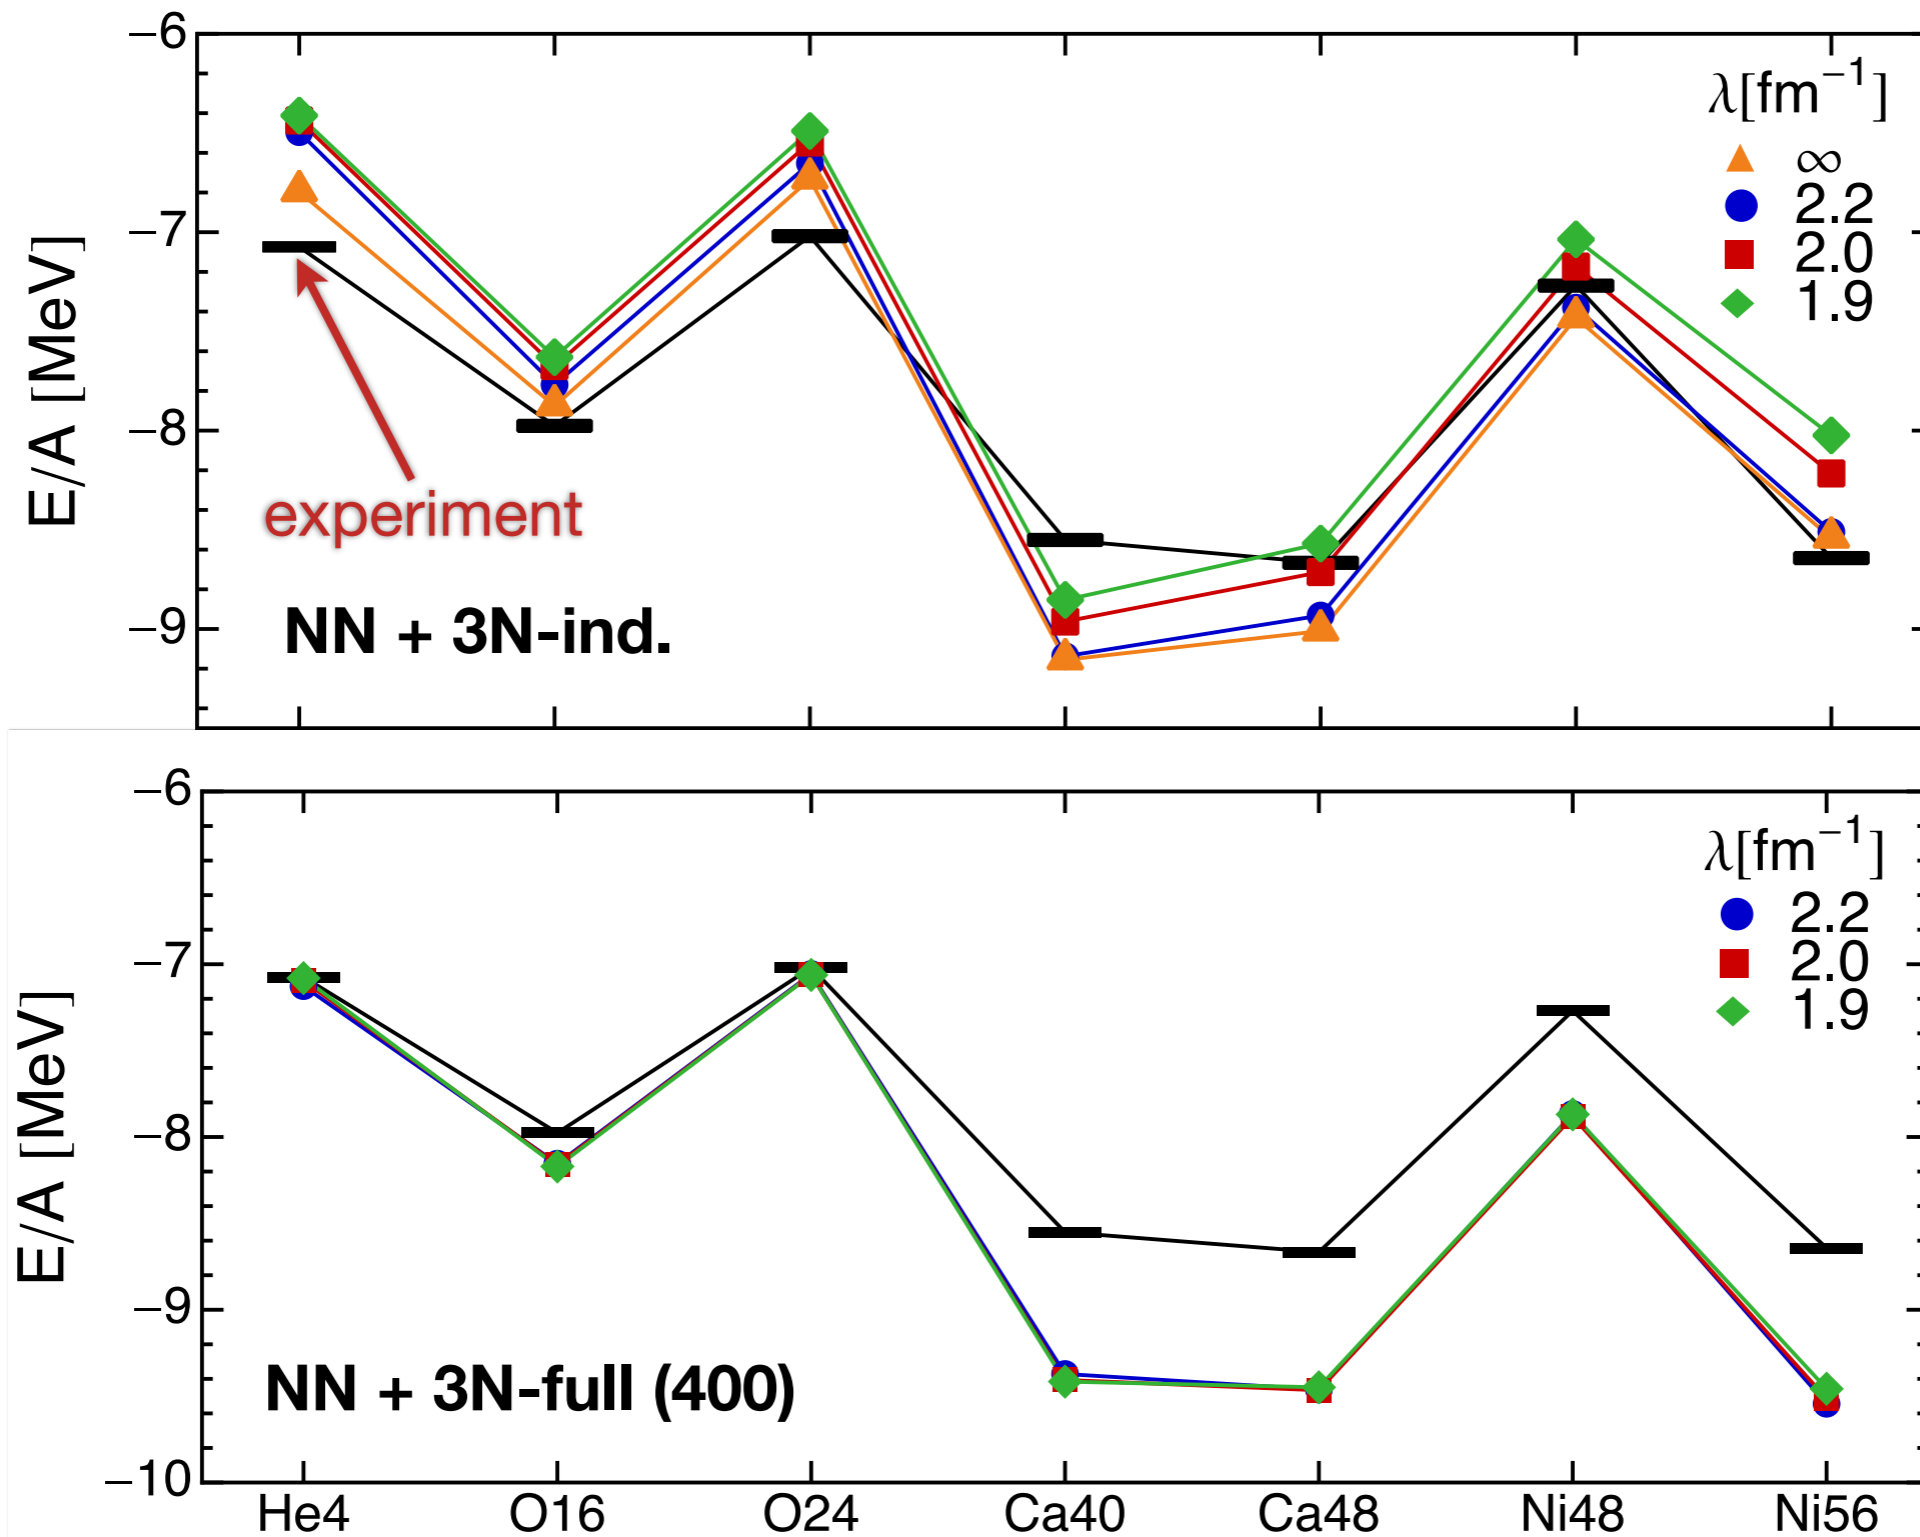 −6
−7
−8
−9
E/A [MeV]
λ[fm⁻¹]
∞
2.2
2.0
1.9
experiment
NN + 3N-ind.
−6
−7
−8
−9
−10
E/A [MeV]
λ[fm⁻¹]
2.2
2.0
1.9
NN + 3N-full (400)
He4 O16 O24 Ca40 Ca48 Ni48 Ni56